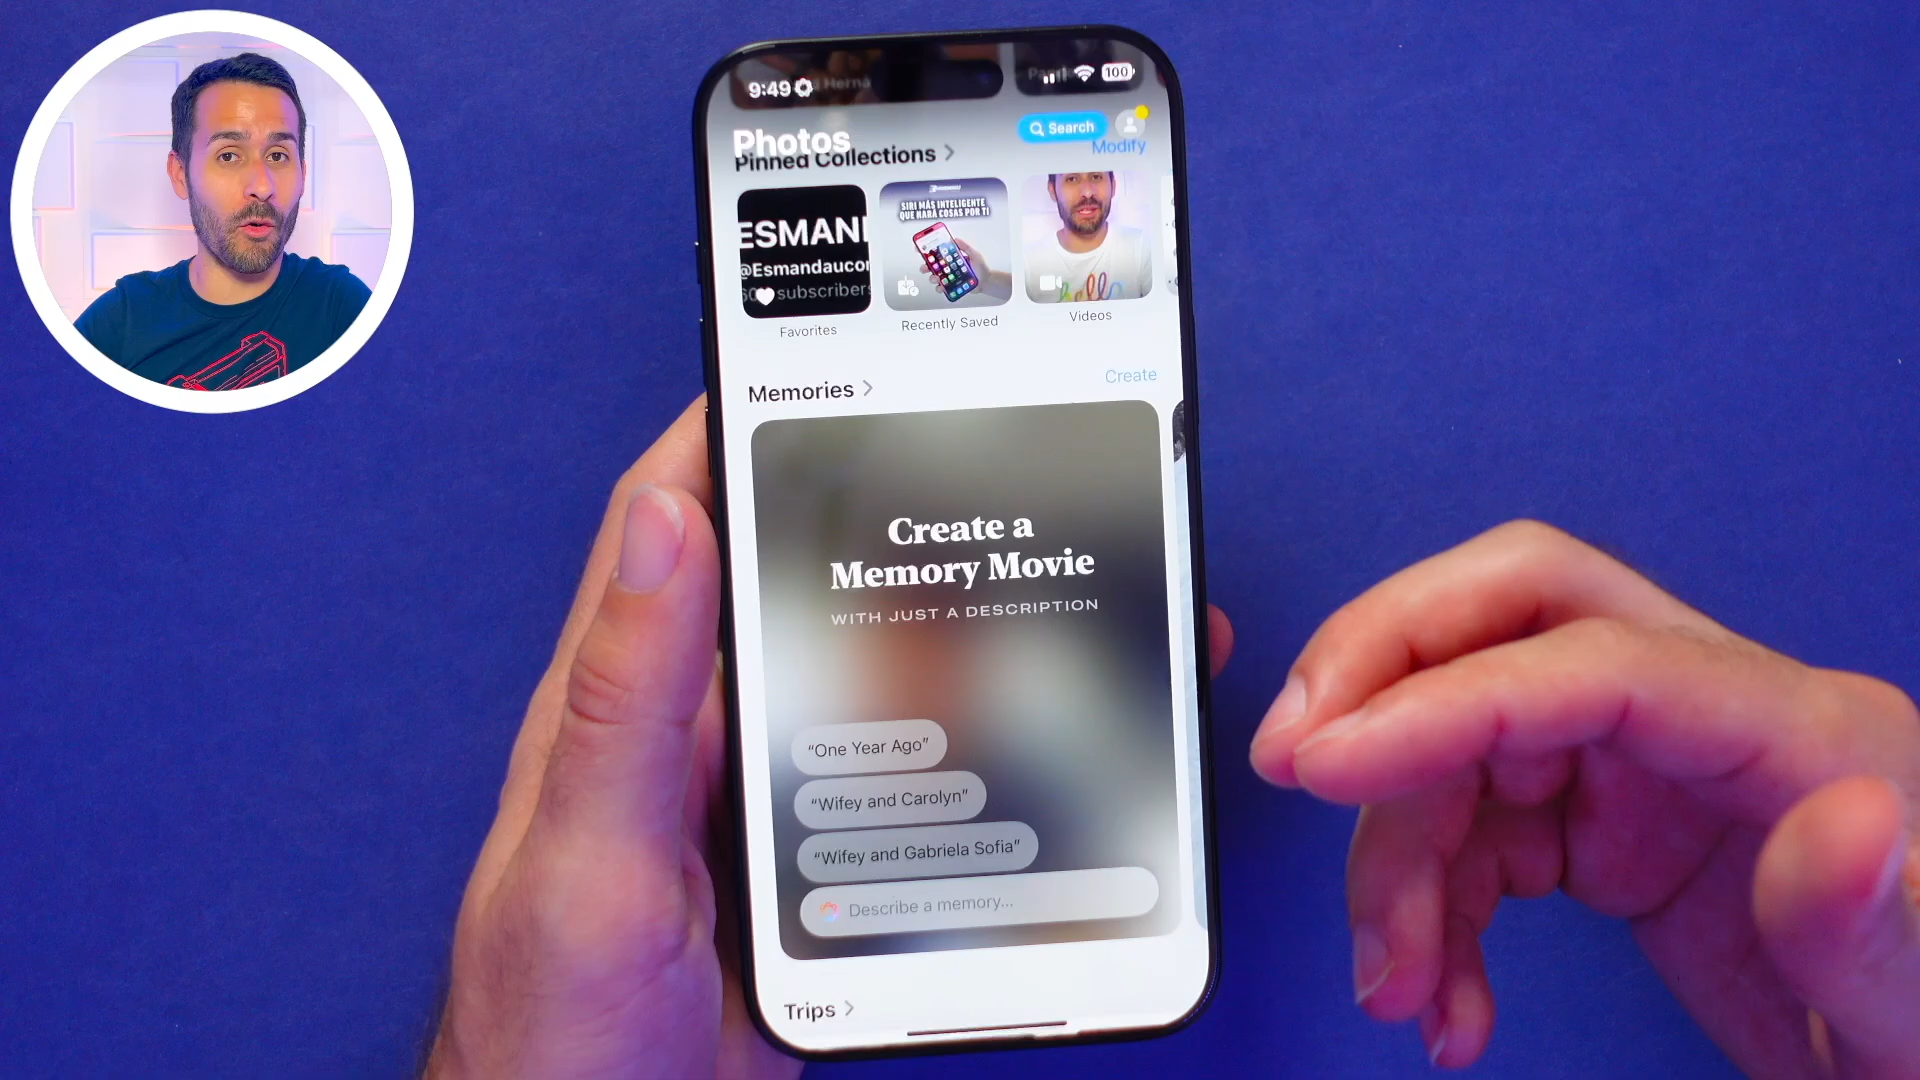 9:49
100
Photos
Search
Pinned Collections
Modify
ESMAN
@Esmandauco
subscribers
Favorites
SIRI MÁS INTELIGENTE
QUE HARÁ COSAS POR TI
Recently Saved
hello
Videos
Memories
Create
Create a
Memory Movie
WITH JUST A DESCRIPTION
“One Year Ago”
“Wifey and Carolyn”
“Wifey and Gabriela Sofia”
Describe a memory...
Trips